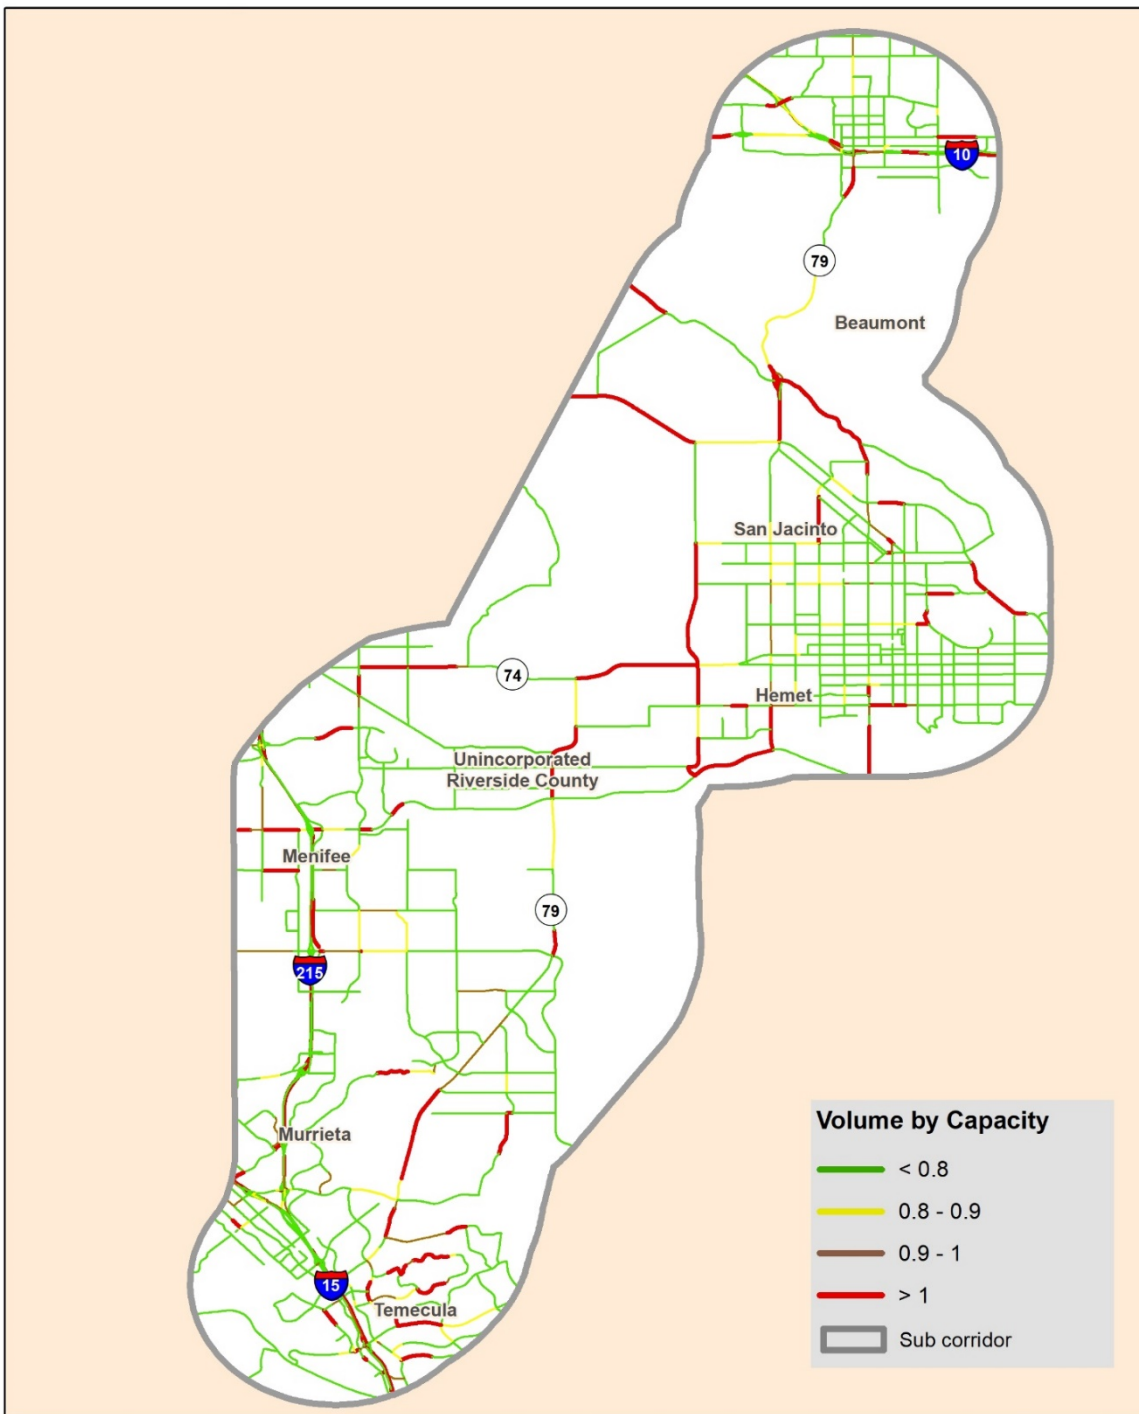 10
79
Beaumont
San Jacinto
74
Hemet
Unincorporated
Riverside County
Menifee
79
215
Murrieta
15
Temecula
Volume by Capacity
< 0.8
0.8 - 0.9
0.9 - 1
> 1
Sub corridor